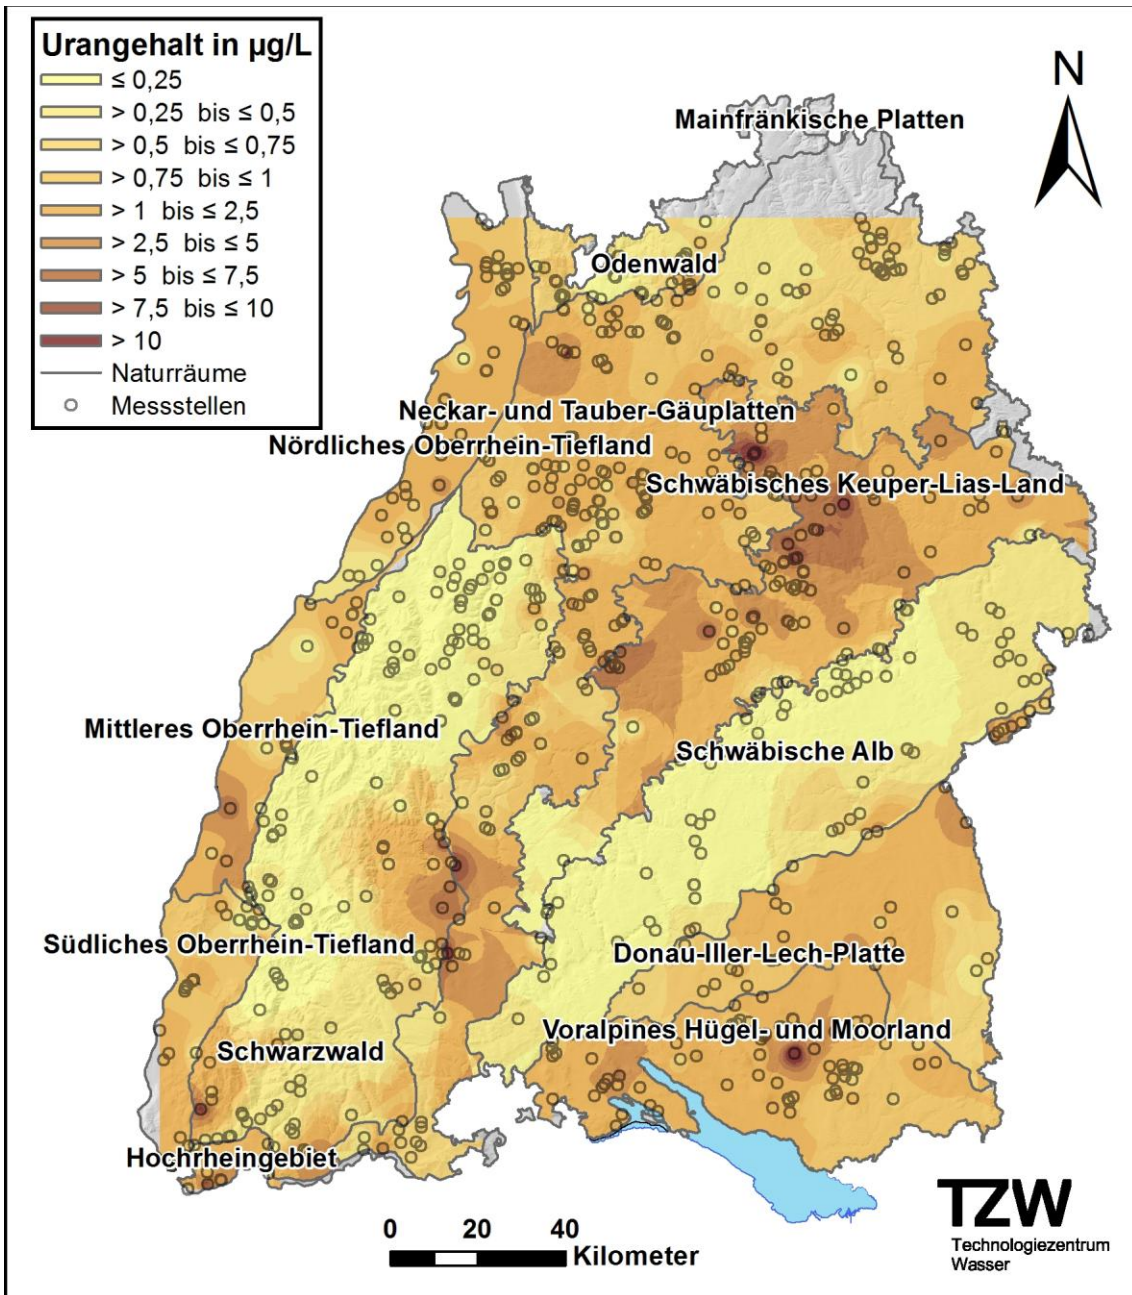 Urangehalt in µg/L
≤ 0,25
> 0,25 bis ≤ 0,5
> 0,5 bis ≤ 0,75
> 0,75 bis ≤ 1
> 1 bis ≤ 2,5
> 2,5 bis ≤ 5
> 5 bis ≤ 7,5
> 7,5 bis ≤ 10
> 10
Naturräume
Messstellen
N
Mainfränkische Platten
Odenwald
Neckar- und Tauber-Gäuplatten
Nördliches Oberrhein-Tiefland
Schwäbisches Keuper-Lias-Land
Mittleres Oberrhein-Tiefland
Schwäbische Alb
Südliches Oberrhein-Tiefland
Donau-Iller-Lech-Platte
Voralpines Hügel- und Moorland
Schwarzwald
Hochrheingebiet
0 20 40
Kilometer
TZW
Technologiezentrum
Wasser